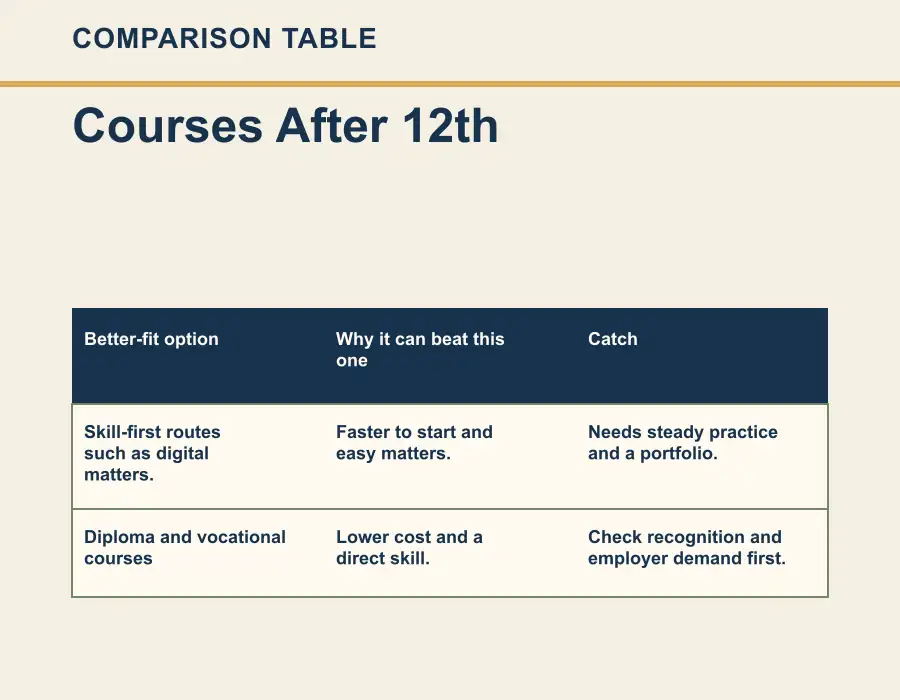 COMPARISON TABLE
Courses After 12th
Better-fit option
Why it can beat this
one
Catch
Skill-first routes
such as digital
matters.
Faster to start and
easy matters.
Needs steady practice
and a portfolio.
Diploma and vocational
courses
Lower cost and a
direct skill.
Check recognition and
employer demand first.